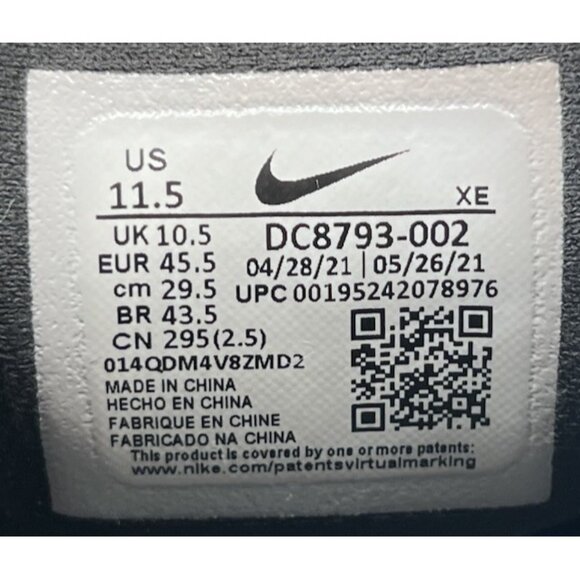 US
11.5
XE
UK 10.5
DC8793-002
EUR 45.5
04/28/21 | 05/26/21
cm 29.5
UPC 00195242078976
BR 43.5
CN 295(2.5)
014QDM4V8ZMD2
MADE IN CHINA
HECHO EN CHINA
FABRIQUE EN CHINE
FABRICADO NA CHINA
This product is covered by one or more patents:
www.nike.com/patentsvirtualmarking